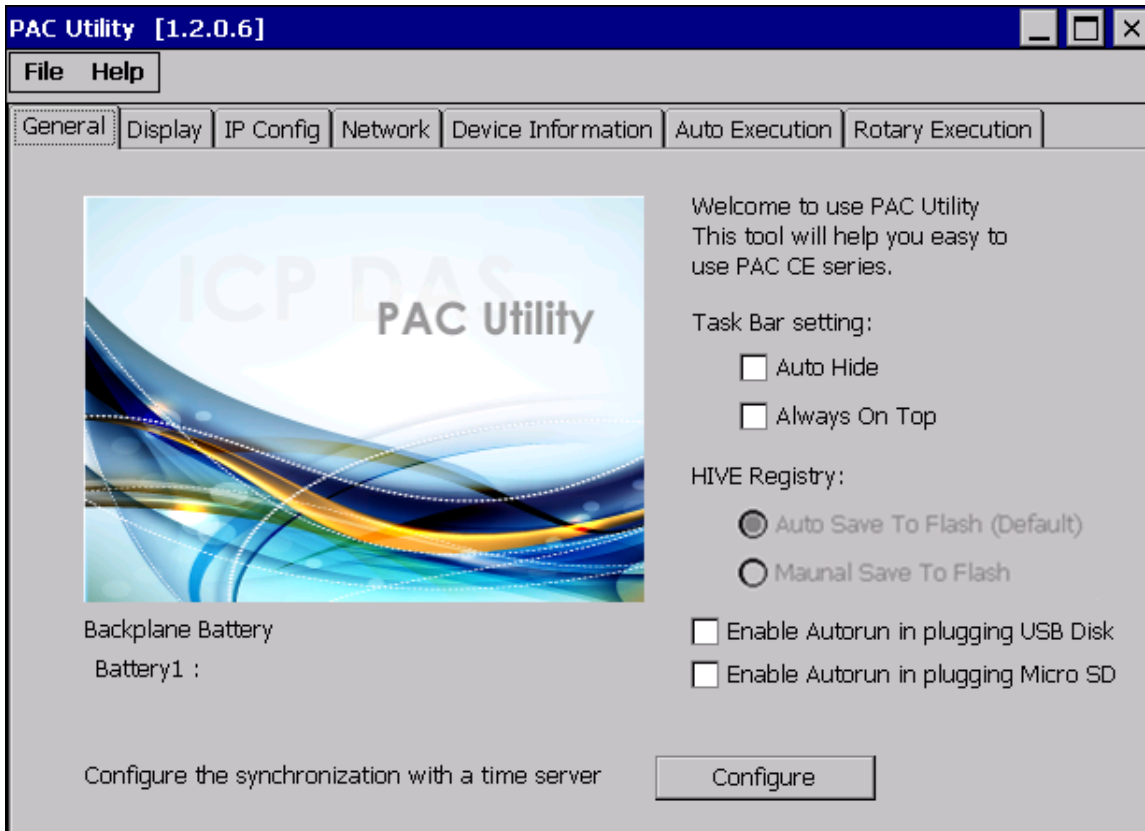 PAC Utility [1.2.0.6]
File Help
General Display IP Config Network Device Information Auto Execution Rotary Execution
ICP DAS
PAC Utility
Welcome to use PAC Utility
This tool will help you easy to
use PAC CE series.
Task Bar setting:
Auto Hide
Always On Top
HIVE Registry:
Auto Save To Flash (Default)
Maunal Save To Flash
Backplane Battery
Battery1 :
Enable Autorun in plugging USB Disk
Enable Autorun in plugging Micro SD
Configure the synchronization with a time server
Configure